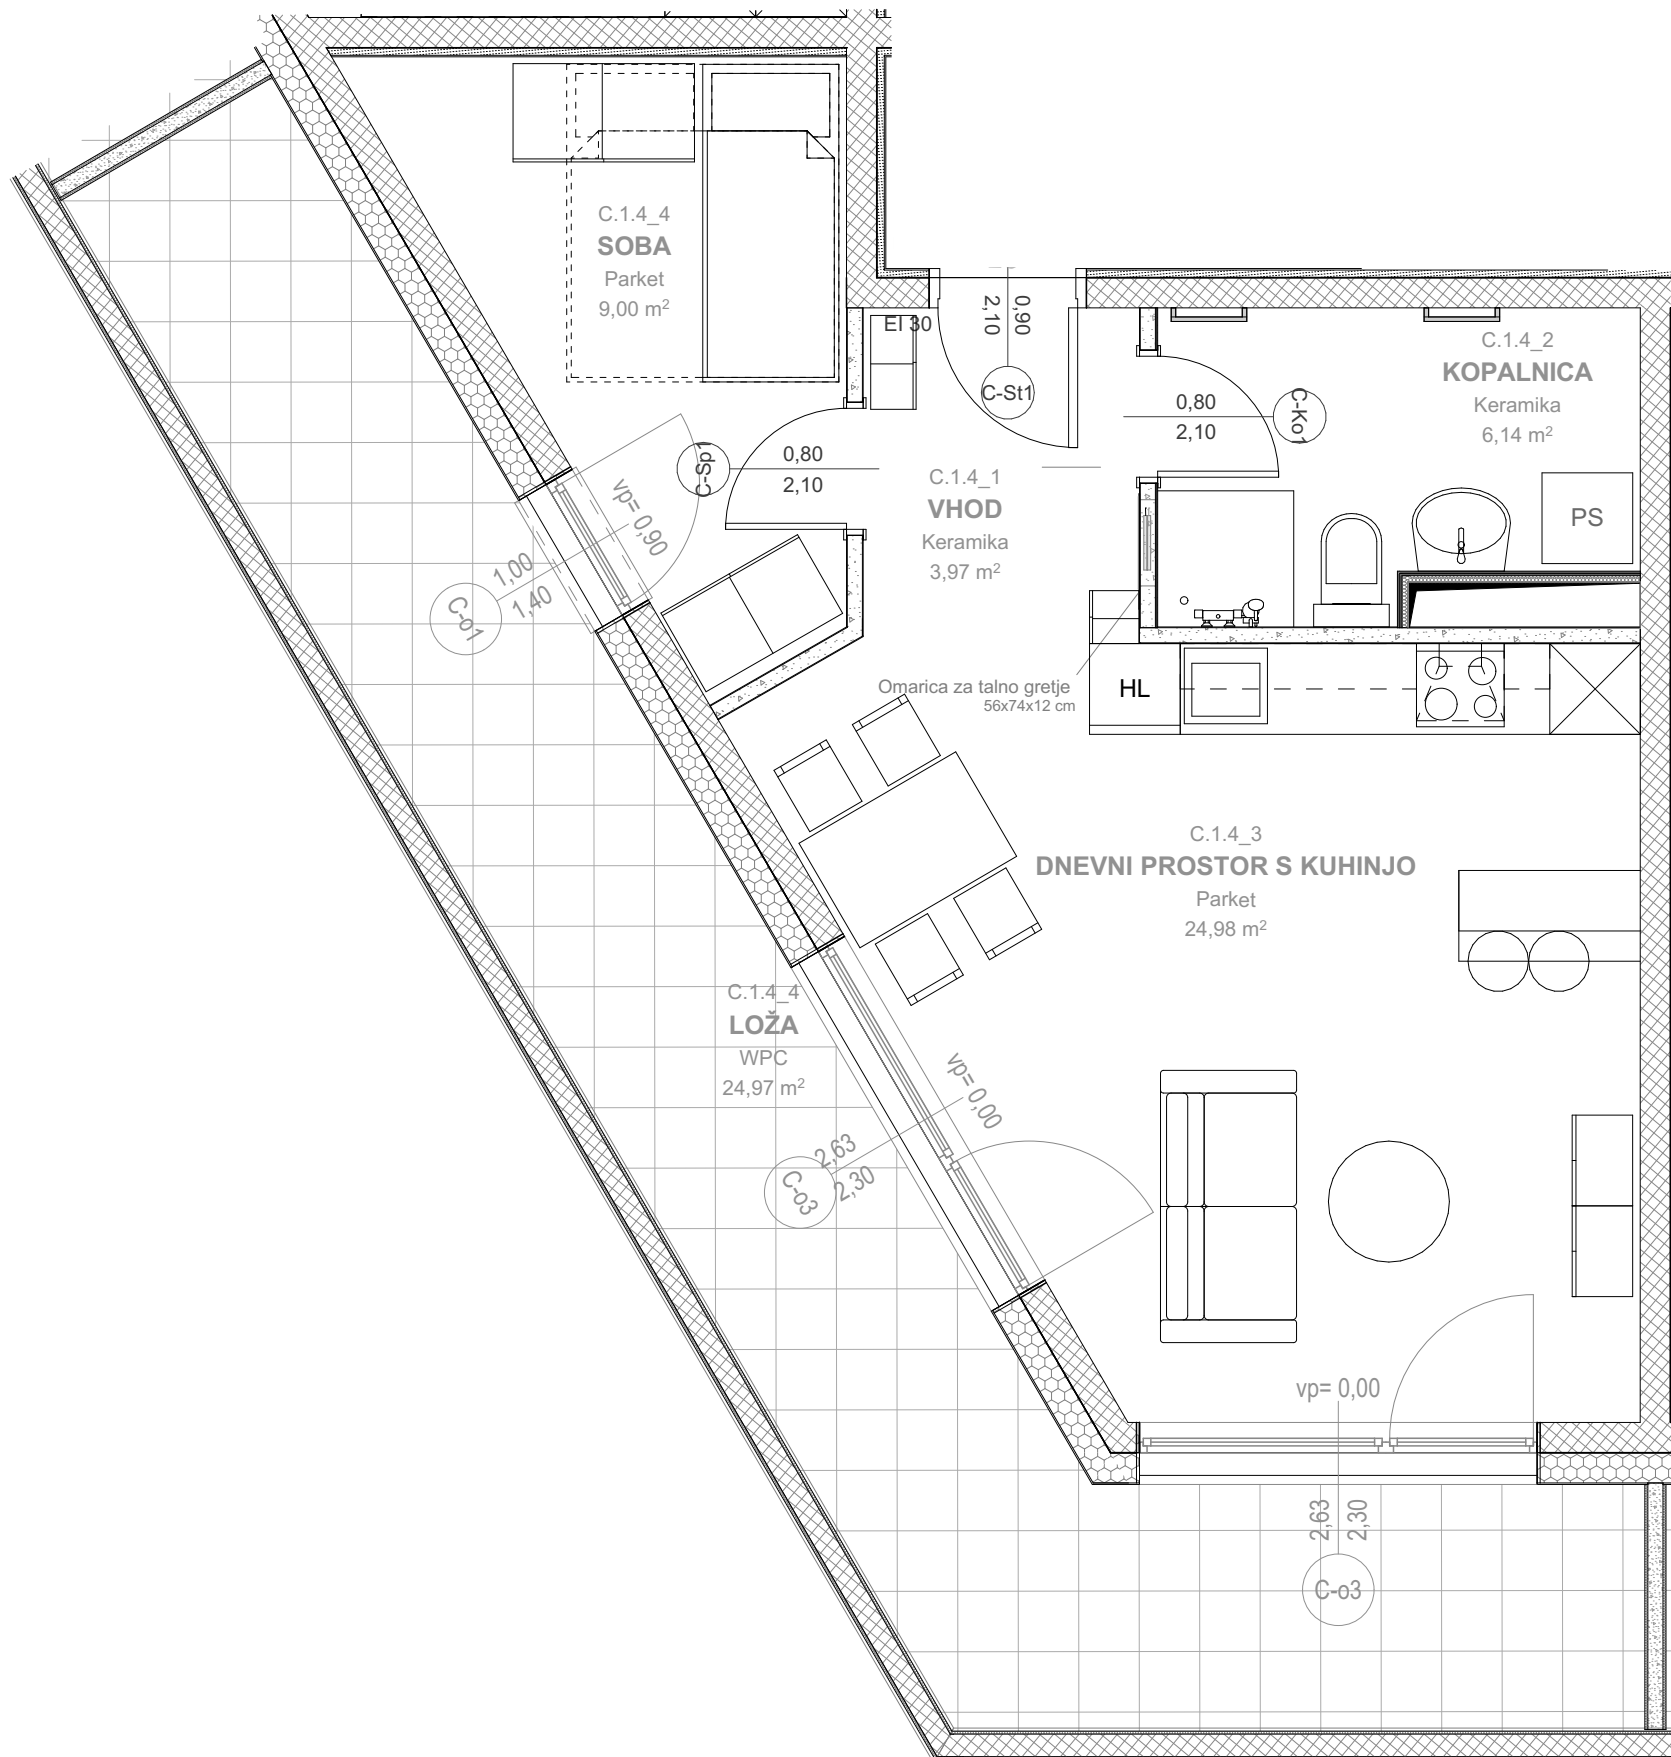 C.1.4_4
SOBA
Parket
9,00 m²
EI 30
0,90
2,10
C-St1
C.1.4_2
KOPALNICA
Keramika
6,14 m²
0,80
2,10
C-Ko1
C-Sp1
0,80
2,10
C.1.4_1
VHOD
Keramika
3,97 m²
PS
vp= 0,90
1,00
1,40
C-o1
Omarica za talno gretje
56x74x12 cm
HL
C.1.4_3
DNEVNI PROSTOR S KUHINJO
Parket
24,98 m²
C.1.4_4
LOŽA
WPC
24,97 m²
vp= 0,00
2,63
2,30
C-o3
vp= 0,00
2,63
2,30
C-o3